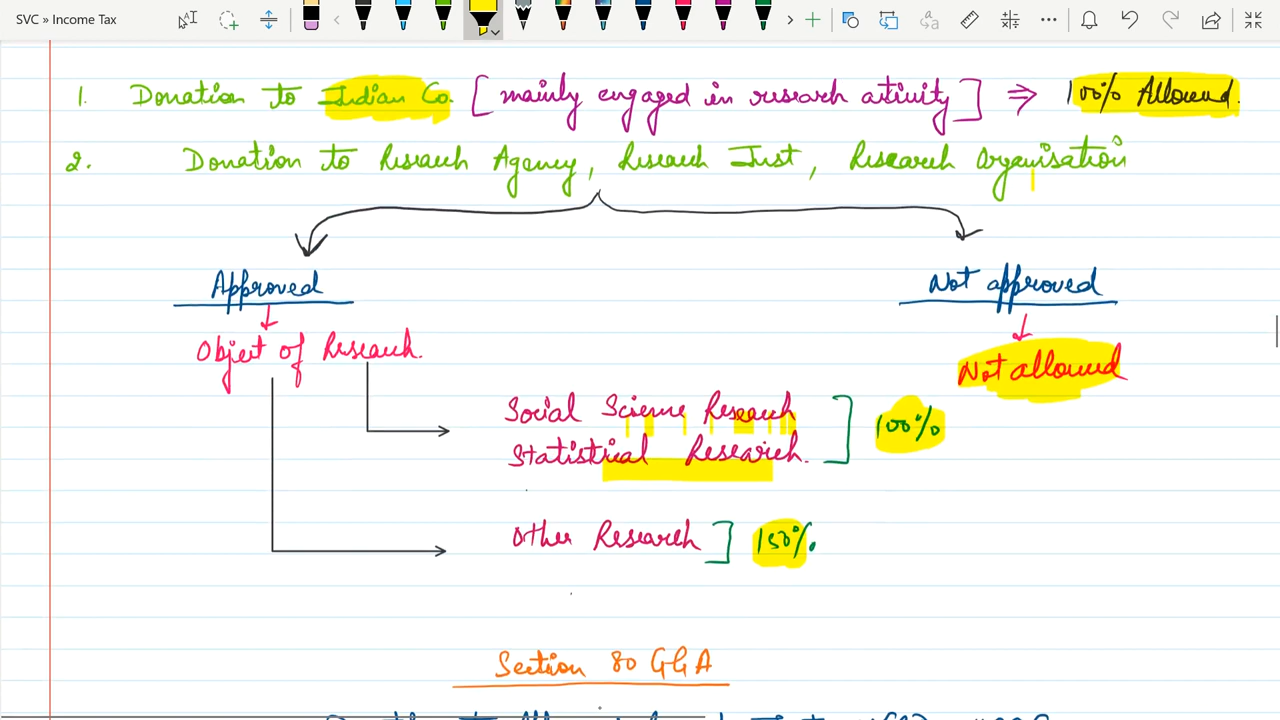 SVC » Income Tax
1. Donation to Indian Co. [mainly engaged in research activity] ⇒ 100% Allowed.
2. Donation to Research Agency, Research Inst, Research Organisation
Approved
Not approved
Object of Research.
Not allowed
Social Science Research
Statistical Research.
100%
Other Research
150%
Section 80 GGA